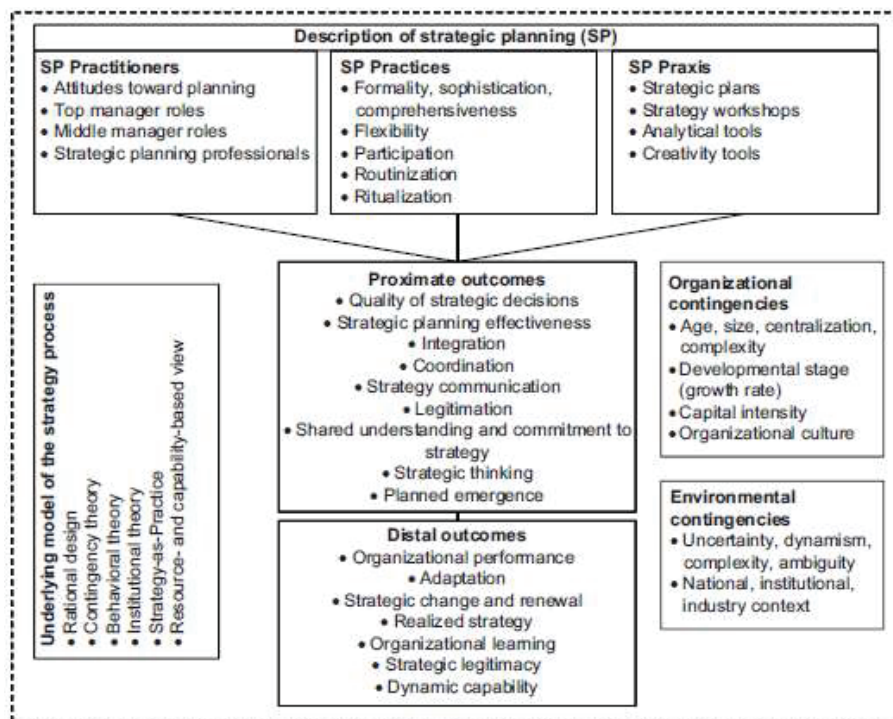 Description of strategic planning (SP)
SP Practitioners
• Attitudes toward planning
• Top manager roles
• Middle manager roles
• Strategic planning professionals
SP Practices
• Formality, sophistication,
comprehensiveness
• Flexibility
• Participation
• Routinization
• Ritualization
SP Praxis
• Strategic plans
• Strategy workshops
• Analytical tools
• Creativity tools
Underlying model of the strategy process
• Rational design
• Contingency theory
• Behavioral theory
• Institutional theory
• Strategy-as-Practice
• Resource- and capability-based view
Proximate outcomes
• Quality of strategic decisions
• Strategic planning effectiveness
• Integration
• Coordination
• Strategy communication
• Legitimation
• Shared understanding and commitment to
strategy
• Strategic thinking
• Planned emergence
Organizational
contingencies
• Age, size, centralization,
complexity
• Developmental stage
(growth rate)
• Capital intensity
• Organizational culture
Distal outcomes
• Organizational performance
• Adaptation
• Strategic change and renewal
• Realized strategy
• Organizational learning
• Strategic legitimacy
• Dynamic capability
Environmental
contingencies
• Uncertainty, dynamism,
complexity, ambiguity
• National, institutional,
industry context